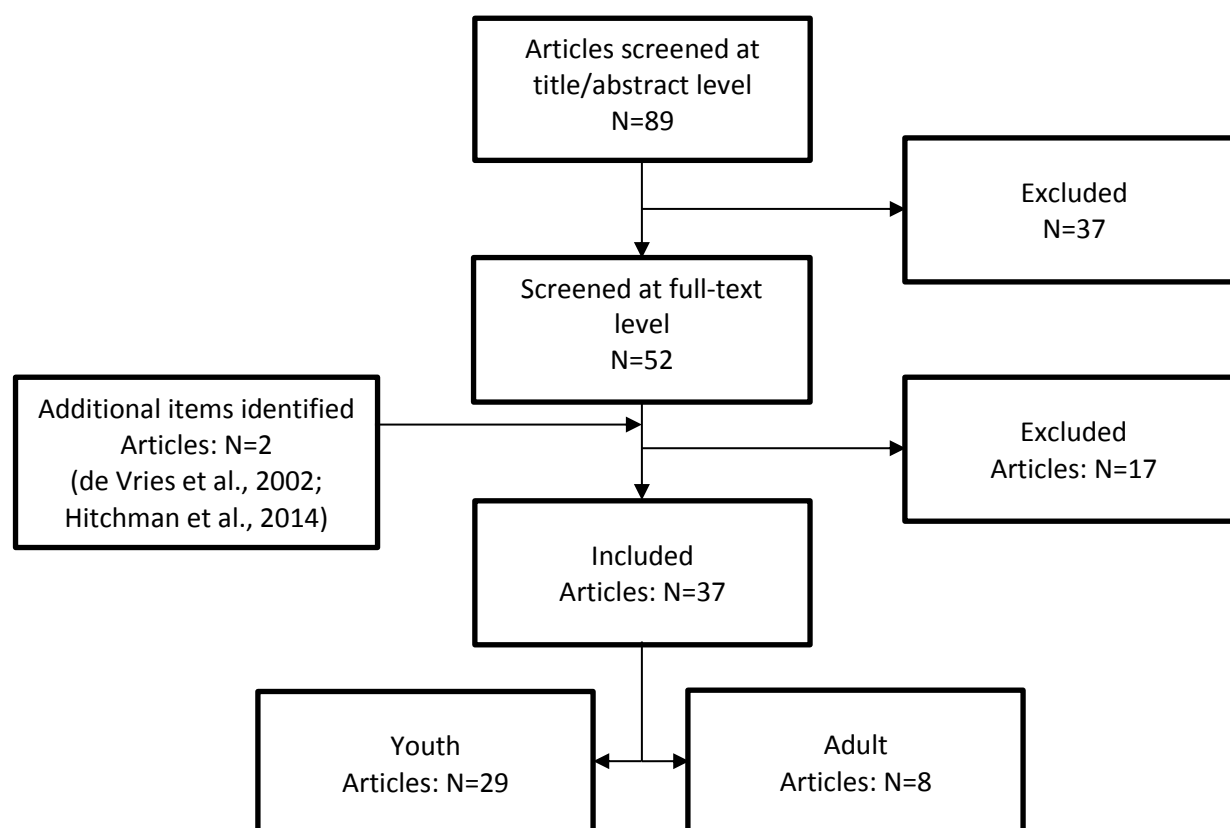 Articles screened at
title/abstract level
N=89
Excluded
N=37
Screened at full-text
level
N=52
Additional items identified
Articles: N=2
(de Vries et al., 2002;
Hitchman et al., 2014)
Excluded
Articles: N=17
Included
Articles: N=37
Youth
Articles: N=29
Adult
Articles: N=8